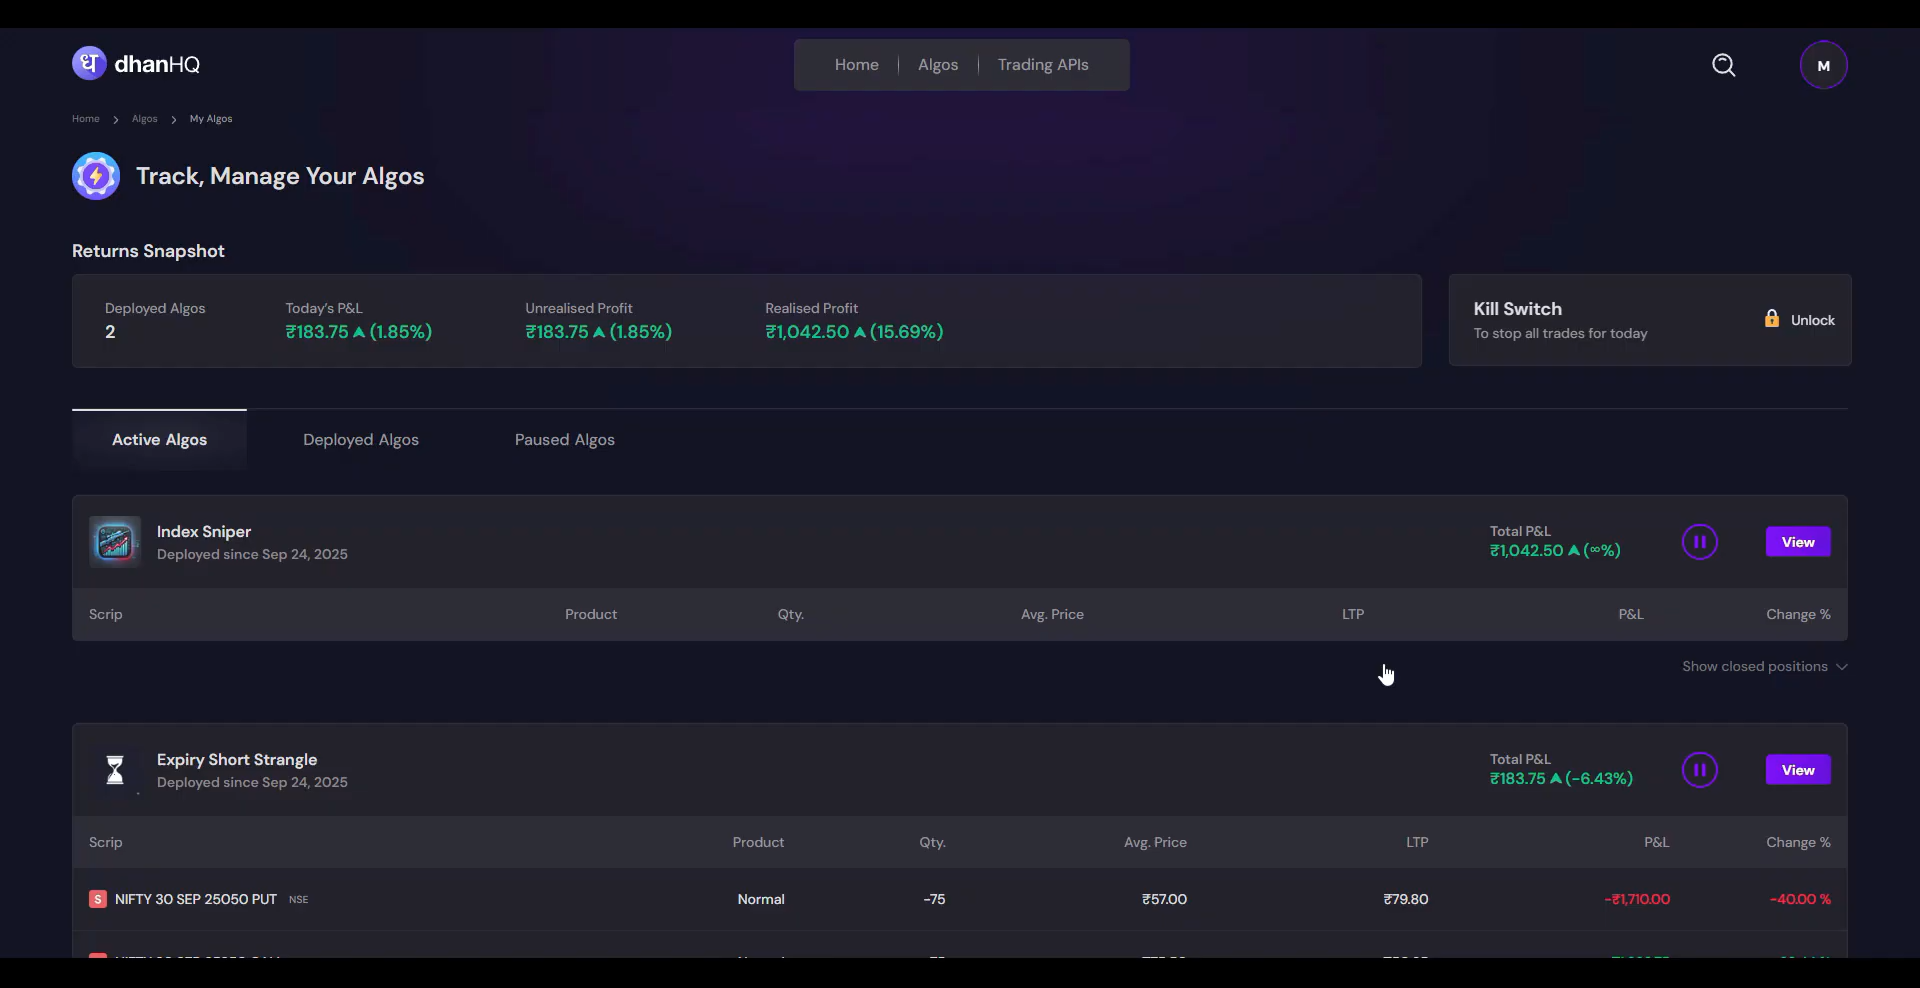 ध dhanHQ
Home | Algos | Trading APIs
M
Home > Algos > My Algos
Track, Manage Your Algos
Returns Snapshot
Deployed Algos Today's P&L Unrealised Profit Realised Profit
2 ₹183.75 (1.85%) ₹183.75 (1.85%) ₹1,042.50 (15.69%)
Kill Switch
To stop all trades for today
Unlock
Active Algos Deployed Algos Paused Algos
Index Sniper
Deployed since Sep 24, 2025
Total P&L
₹1,042.50 (∞%)
View
Scrip Product Qty. Avg. Price LTP P&L Change %
Show closed positions
Expiry Short Strangle
Deployed since Sep 24, 2025
Total P&L
₹183.75 (-6.43%)
View
Scrip Product Qty. Avg. Price LTP P&L Change %
S NIFTY 30 SEP 25050 PUT NSE Normal -75 ₹57.00 ₹79.80 -₹1,710.00 -40.00 %